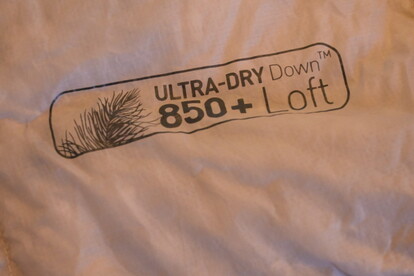 ULTRA-DRY Down™
850+ Loft